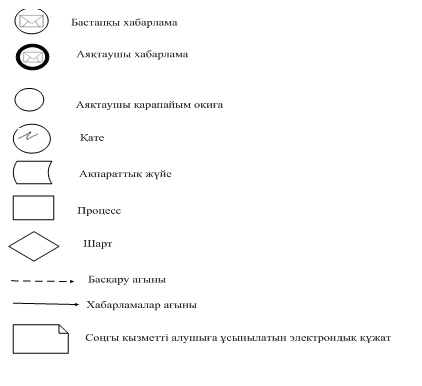 Бастапқы хабарлама
Аяқтаушы хабарлама
Аяқтаушы қарапайым оқиға
Қате
Ақпараттық жүйе
Процесс
Шарт
Басқару ағыны
Хабарламалар ағыны
Соңғы қызметті алушыға ұсынылатын электрондық құжат